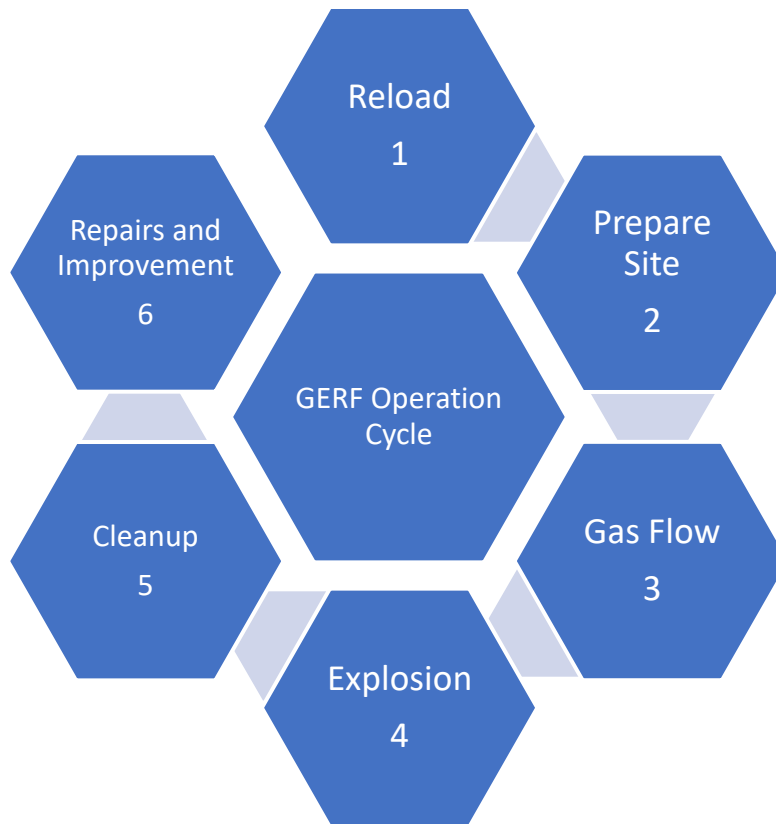 Reload
1
Prepare
Site
2
Gas Flow
3
Explosion
4
Cleanup
5
Repairs and
Improvement
6
GERF Operation
Cycle